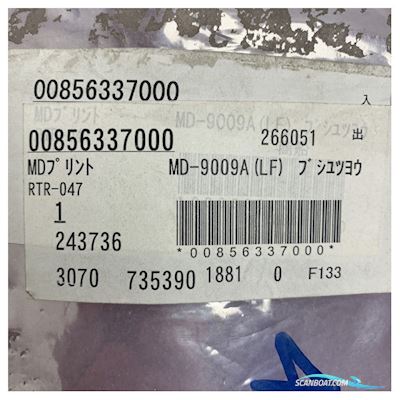 00856337000
入
MDプリント MD-9009A(LF)
00856337000 266051 出
MDプリント MD-9009A(LF) ブシユツヨウ
RTR-047
1
243736 *00856337000*
3070 735390 1881 0 F133
SCANBOAT.COM